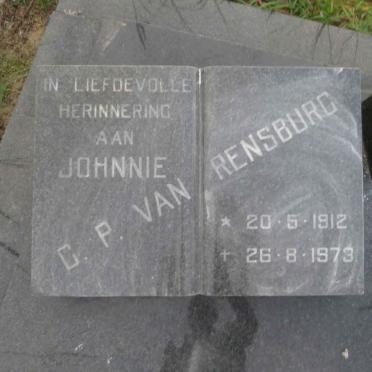 IN LIEFDEVOLLE
HERINNERING
AAN
JOHNNIE
C. P. VAN RENSBURG
* 20·5·1912
+ 26·8·1973